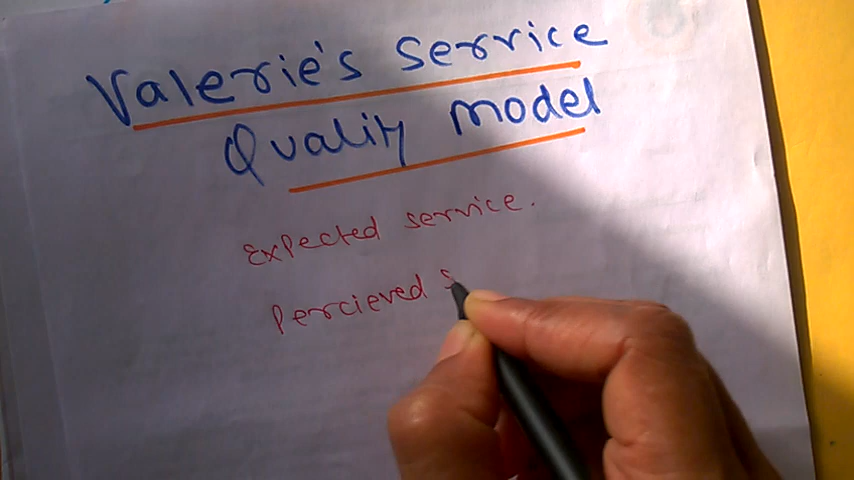 Valerie's service
Quality model
Expected service.
Percieved s